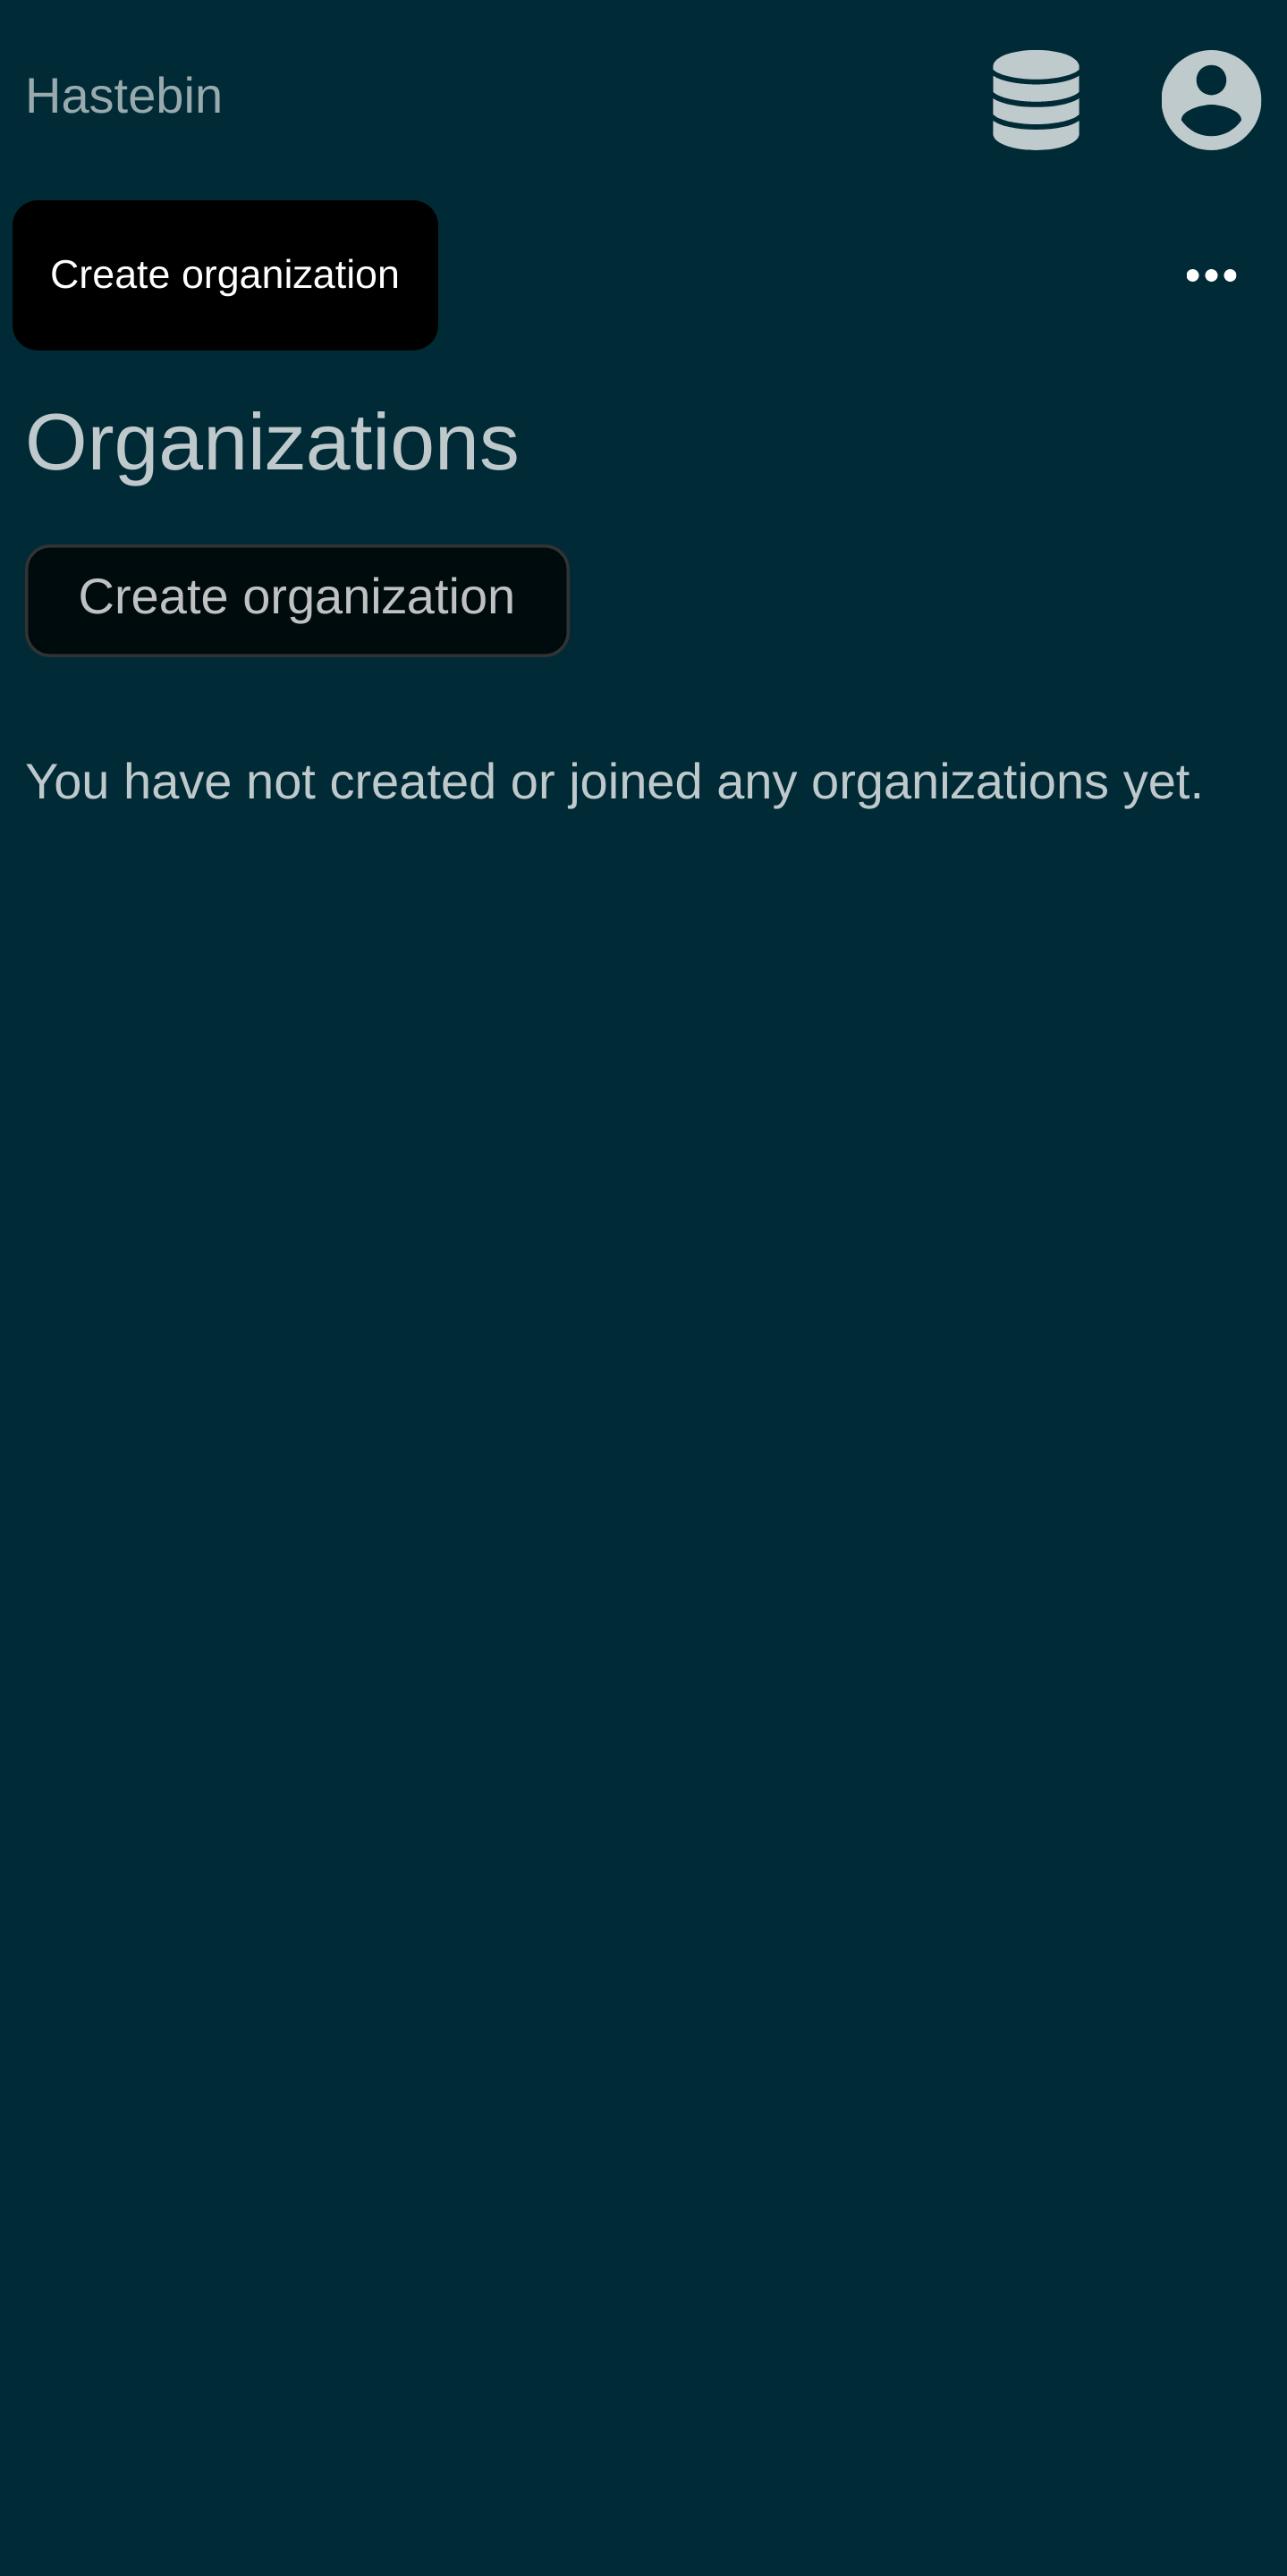 Hastebin
Create organization
Organizations
Create organization
You have not created or joined any organizations yet.